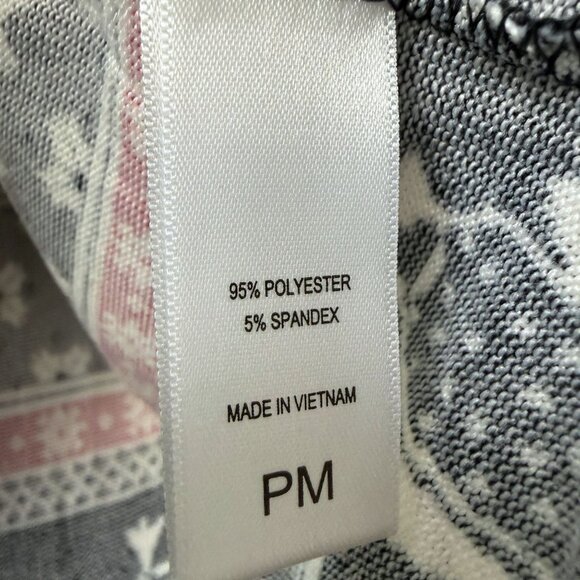 95% POLYESTER
5% SPANDEX
MADE IN VIETNAM
PM